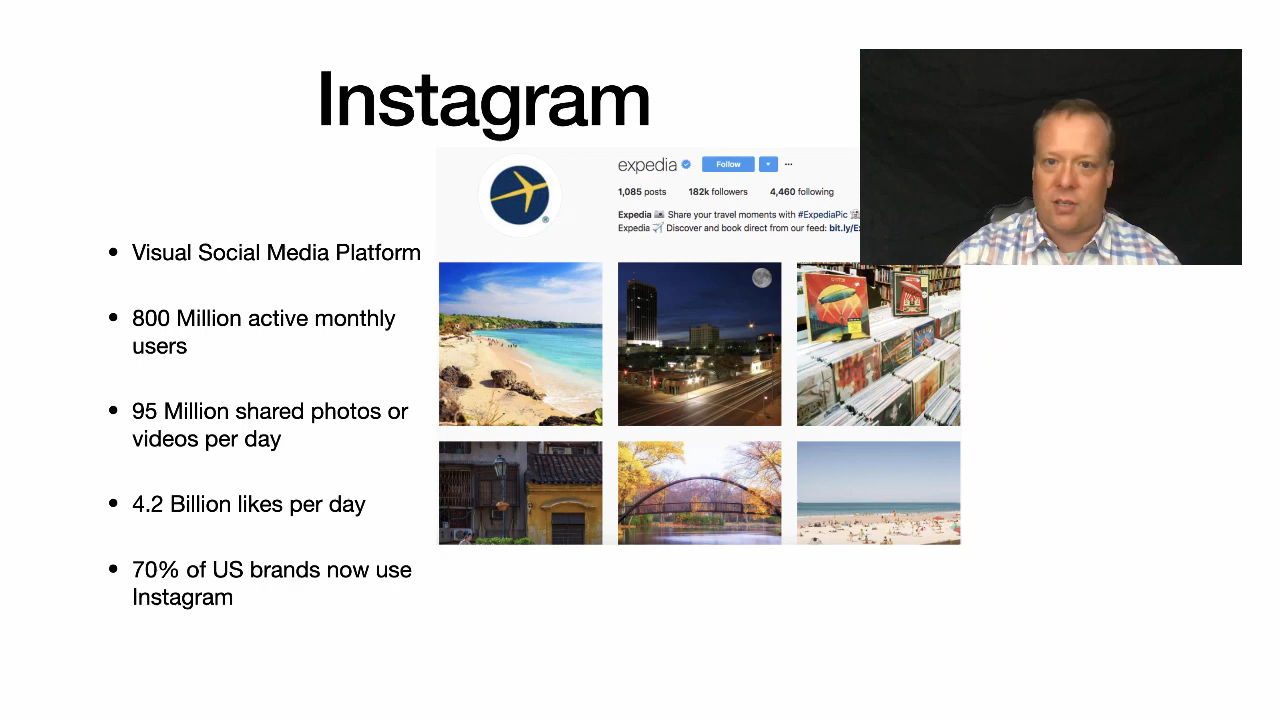 Instagram
expedia Follow
1,085 posts 182k followers 4,460 following
Expedia Share your travel moments with #ExpediaPic
Expedia Discover and book direct from our feed: bit.ly/E
• Visual Social Media Platform
• 800 Million active monthly
users
• 95 Million shared photos or
videos per day
• 4.2 Billion likes per day
• 70% of US brands now use
Instagram